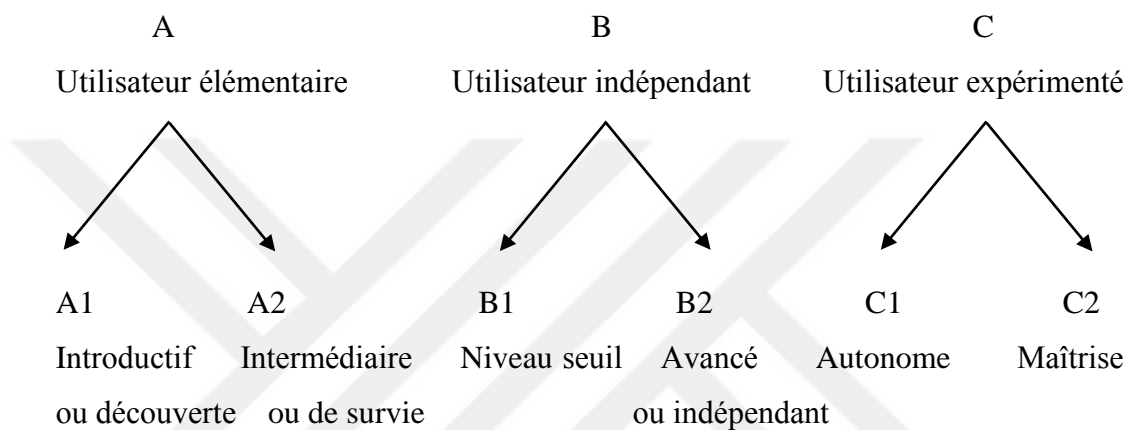 A B C
Utilisateur élémentaire Utilisateur indépendant Utilisateur expérimenté
A1 A2 B1 B2 C1 C2
Introductif Intermédiaire Niveau seuil Avancé Autonome Maîtrise
ou découverte ou de survie ou indépendant